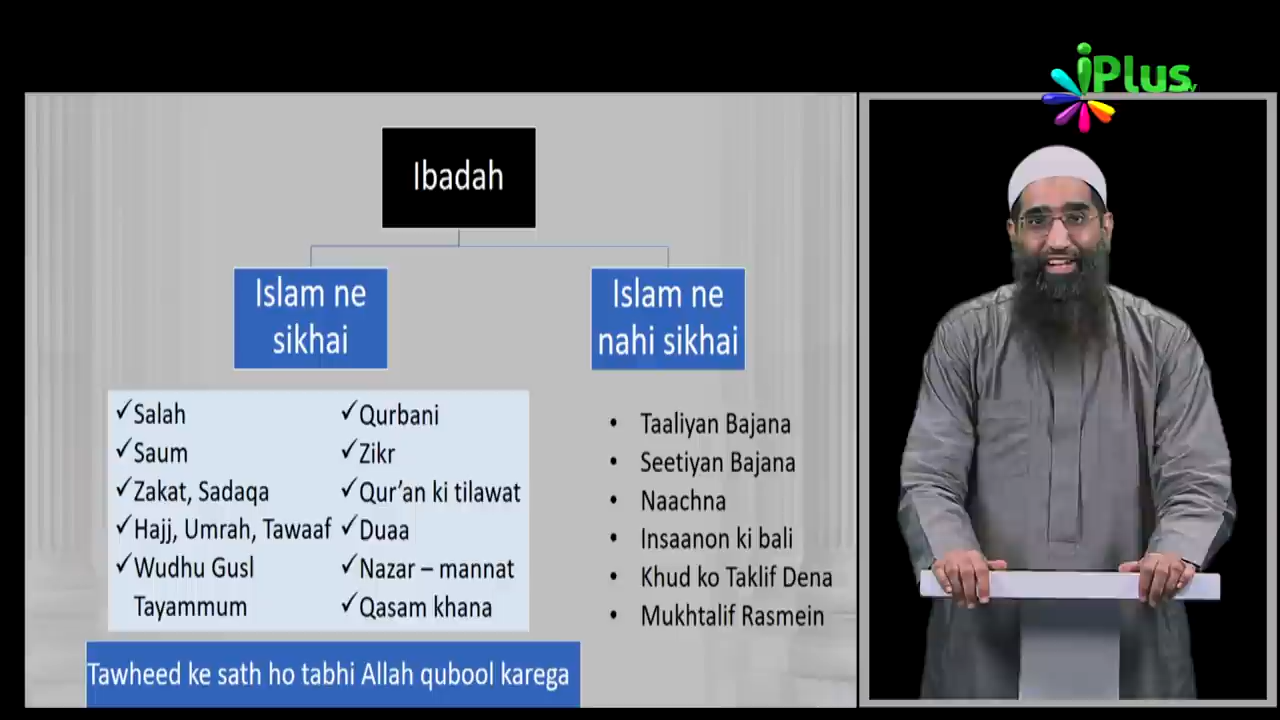 iPlus tv
Ibadah
Islam ne
sikhai
Islam ne
nahi sikhai
✓Salah
✓Saum
✓Zakat, Sadaqa
✓Hajj, Umrah, Tawaaf
✓Wudhu Gusl
Tayammum
✓Qurbani
✓Zikr
✓Qur’an ki tilawat
✓Duaa
✓Nazar – mannat
✓Qasam khana
• Taaliyan Bajana
• Seetiyan Bajana
• Naachna
• Insaanon ki bali
• Khud ko Taklif Dena
• Mukhtalif Rasmein
Tawheed ke sath ho tabhi Allah qubool karega